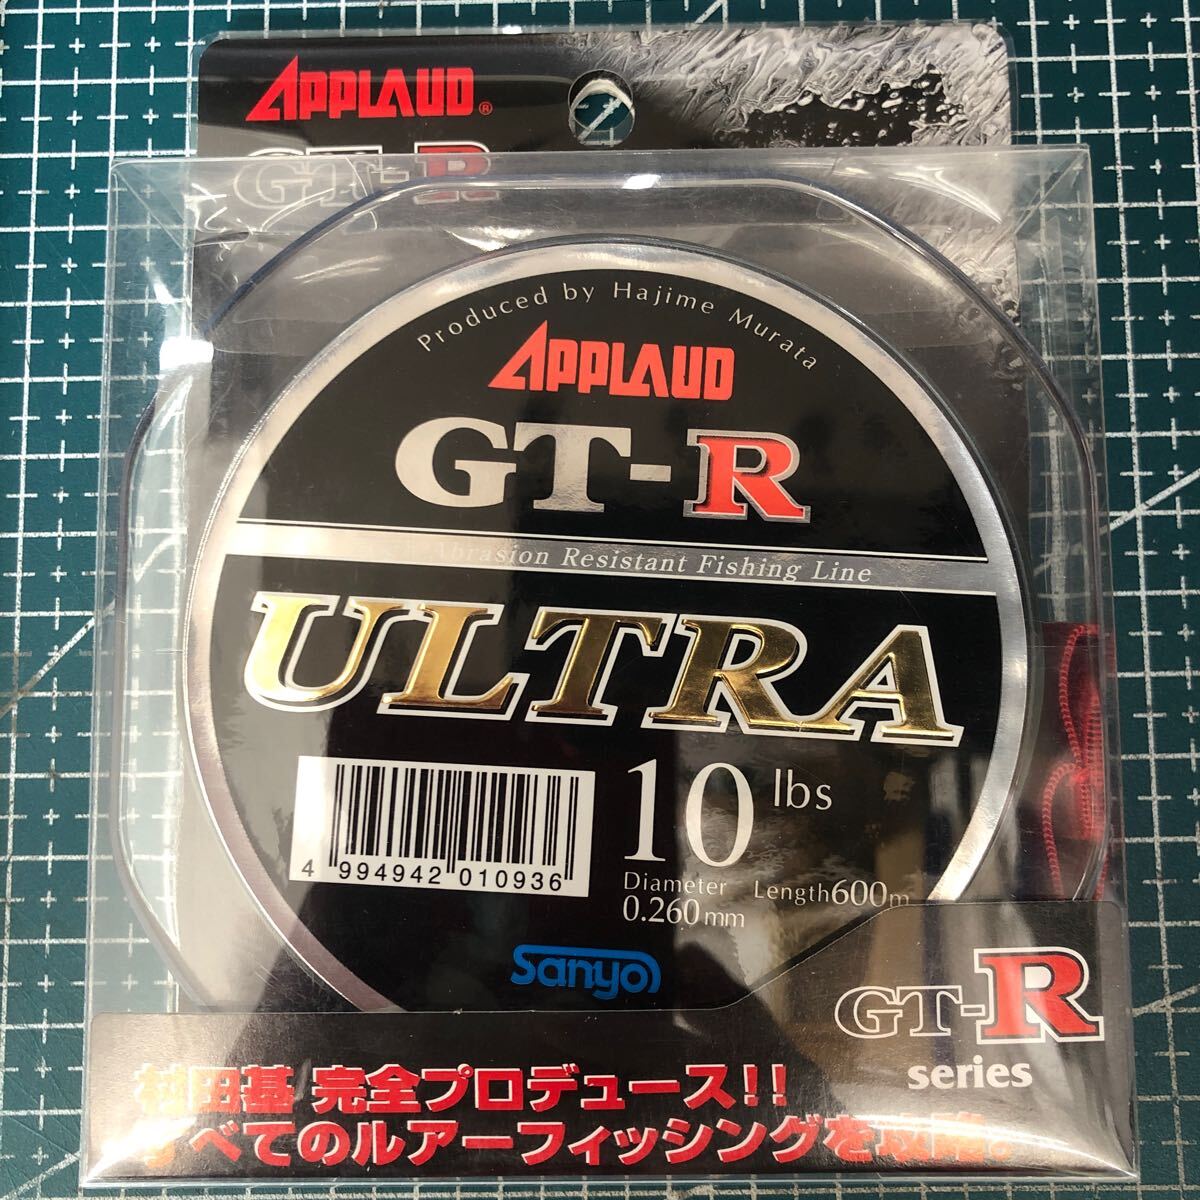 APPLAUD®
GT-R
Produced by Hajime Murata
APPLAUD
GT-R
Abrasion Resistant Fishing Line
ULTRA
10 lbs
4 994942 010936
Diameter
0.260mm
Length600m
Sanyo
GT-R
series
村田基 完全プロデュース!!
すべてのルアーフィッシングを攻略。